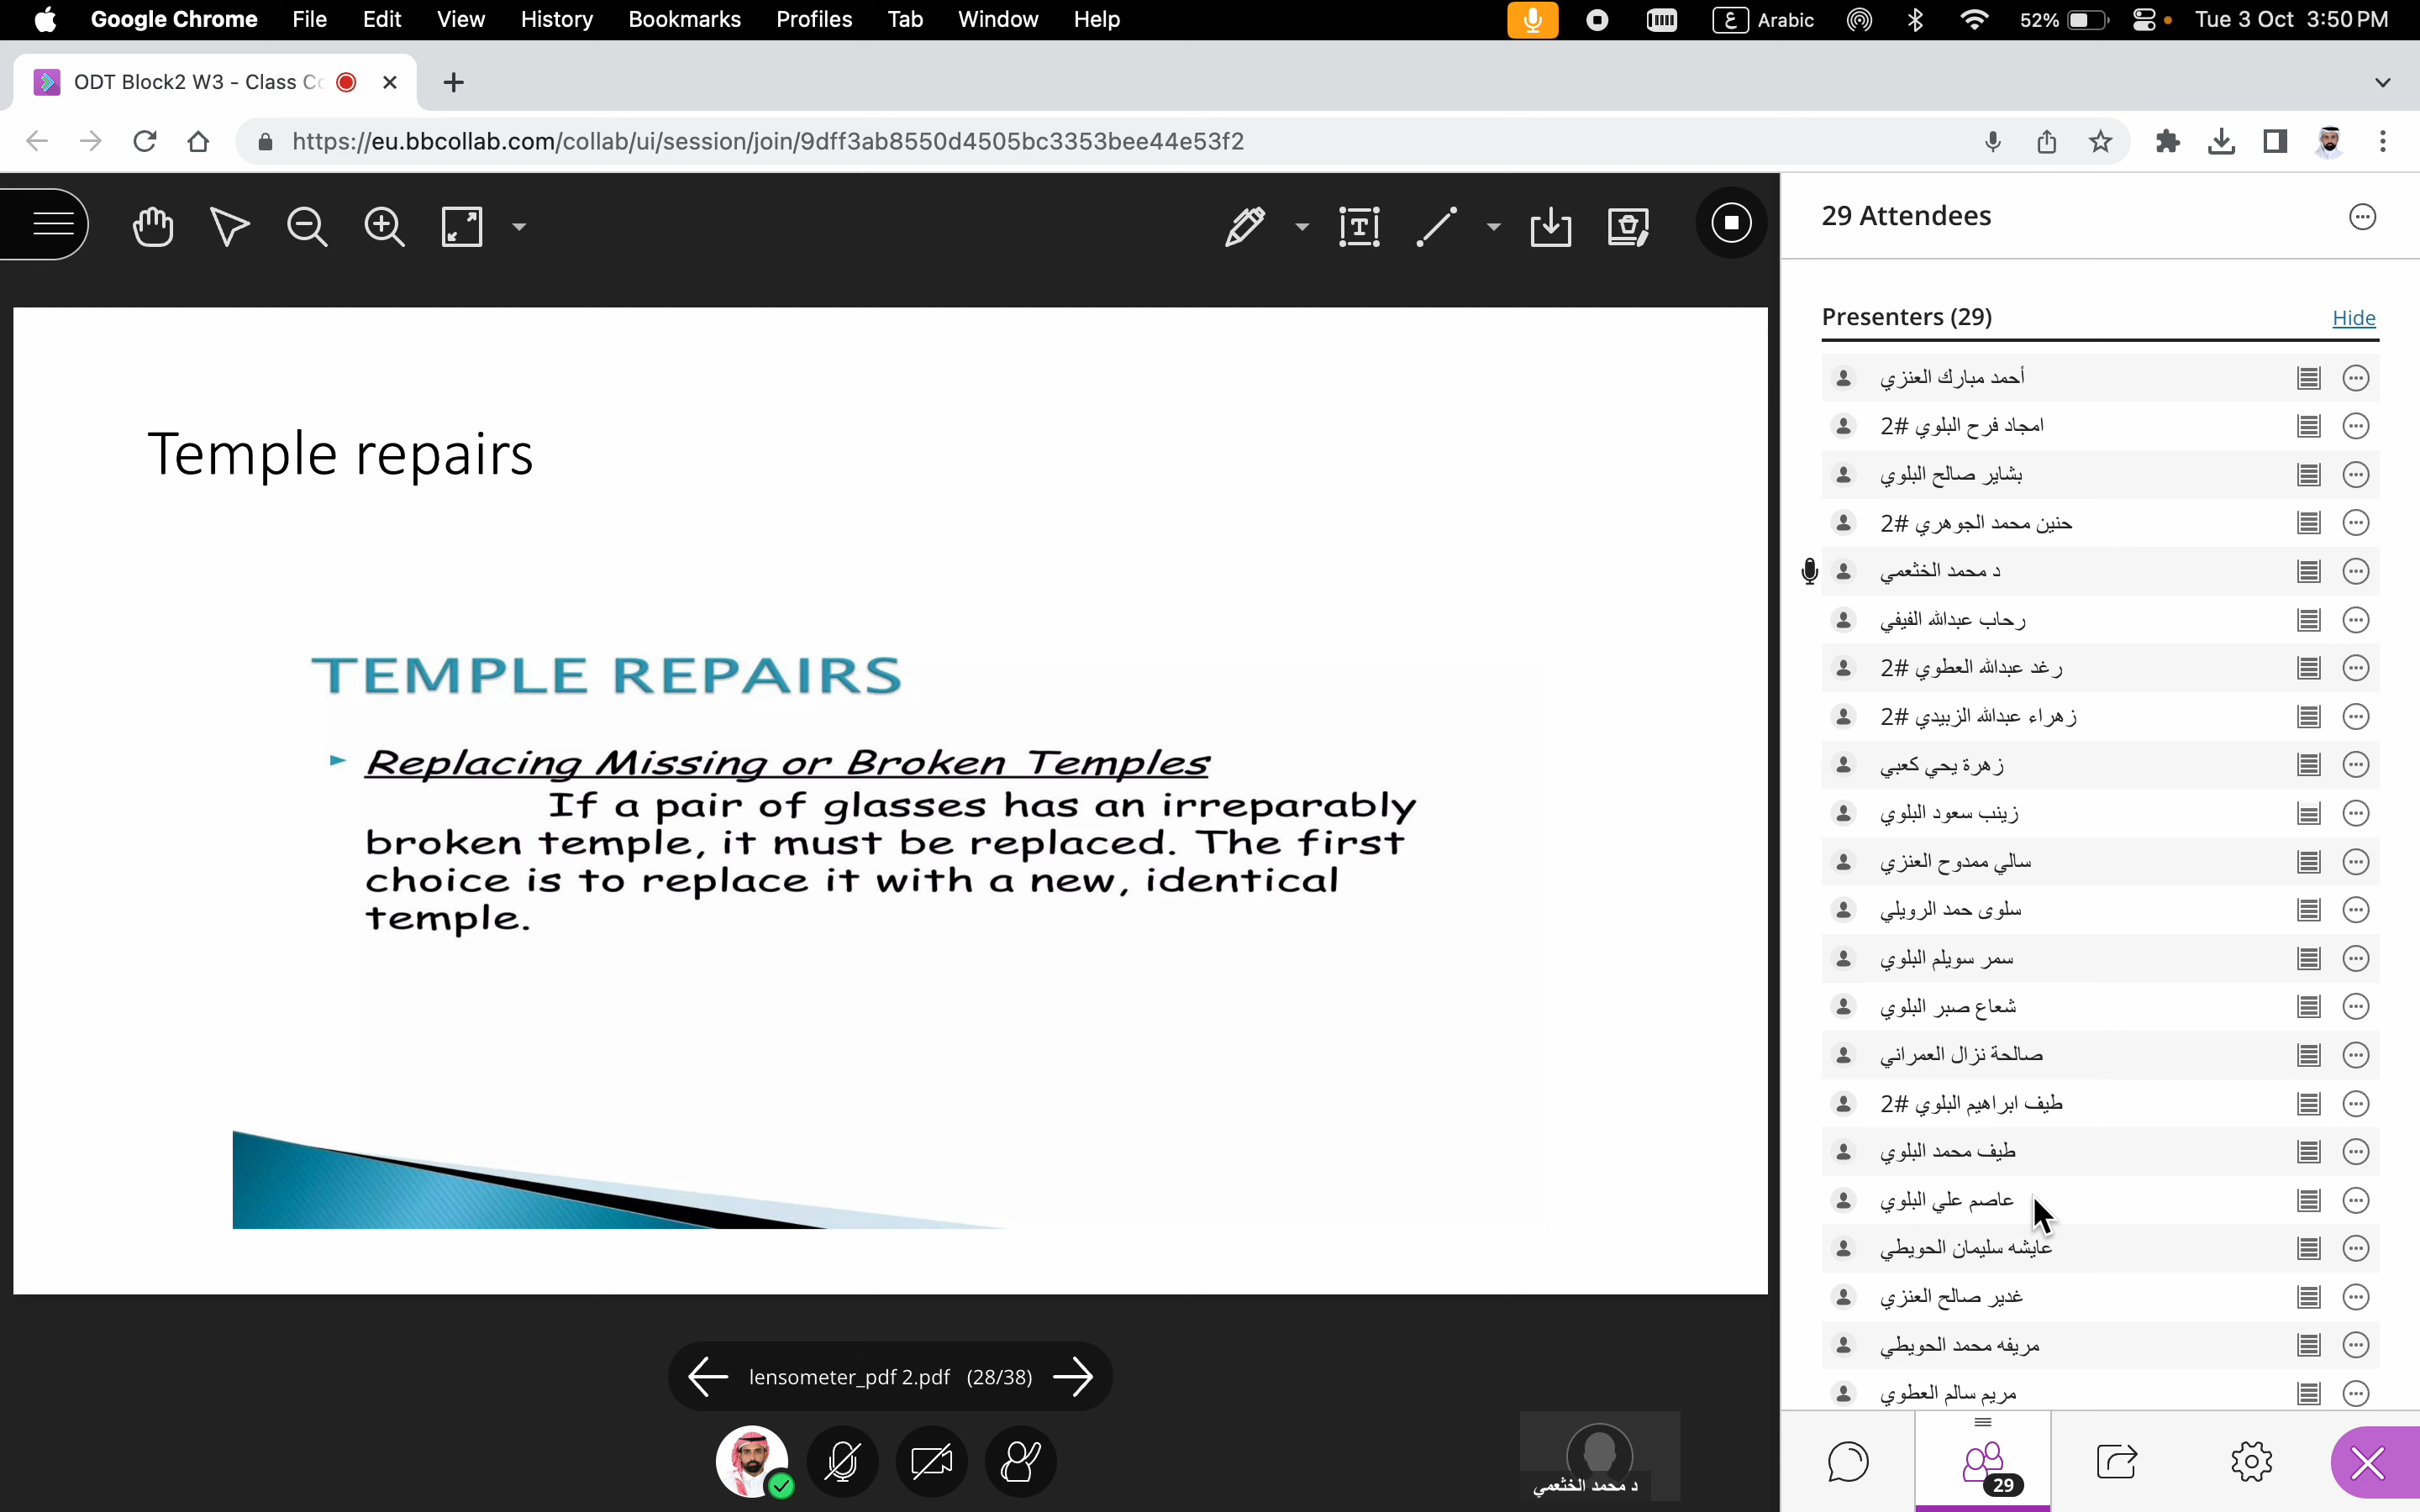 Google Chrome File Edit View History Bookmarks Profiles Tab Window Help ع Arabic 52% Tue 3 Oct 3:50 PM
ODT Block2 W3 - Class Co
https://eu.bbcollab.com/collab/ui/session/join/9dff3ab8550d4505bc3353bee44e53f2
Temple repairs
TEMPLE REPAIRS
Replacing Missing or Broken Temples
If a pair of glasses has an irreparably
broken temple, it must be replaced. The first
choice is to replace it with a new, identical
temple.
lensometer_pdf 2.pdf (28/38)
د محمد الخثعمي
29 Attendees
Presenters (29) Hide
أحمد مبارك العنزي
امجاد فرح البلوي #2
بشاير صالح البلوي
حنين محمد الجوهري #2
د محمد الخثعمي
رحاب عبدالله الفيفي
رغد عبدالله العطوي #2
زهراء عبدالله الزبيدي #2
زهرة يحي كعبي
زينب سعود البلوي
سالي ممدوح العنزي
سلوى حمد الرويلي
سمر سويلم البلوي
شعاع صبر البلوي
صالحة نزال العمراني
طيف ابراهيم البلوي #2
طيف محمد البلوي
عاصم علي البلوي
عايشه سليمان الحويطي
غدير صالح العنزي
مريفه محمد الحويطي
مريم سالم العطوي
29